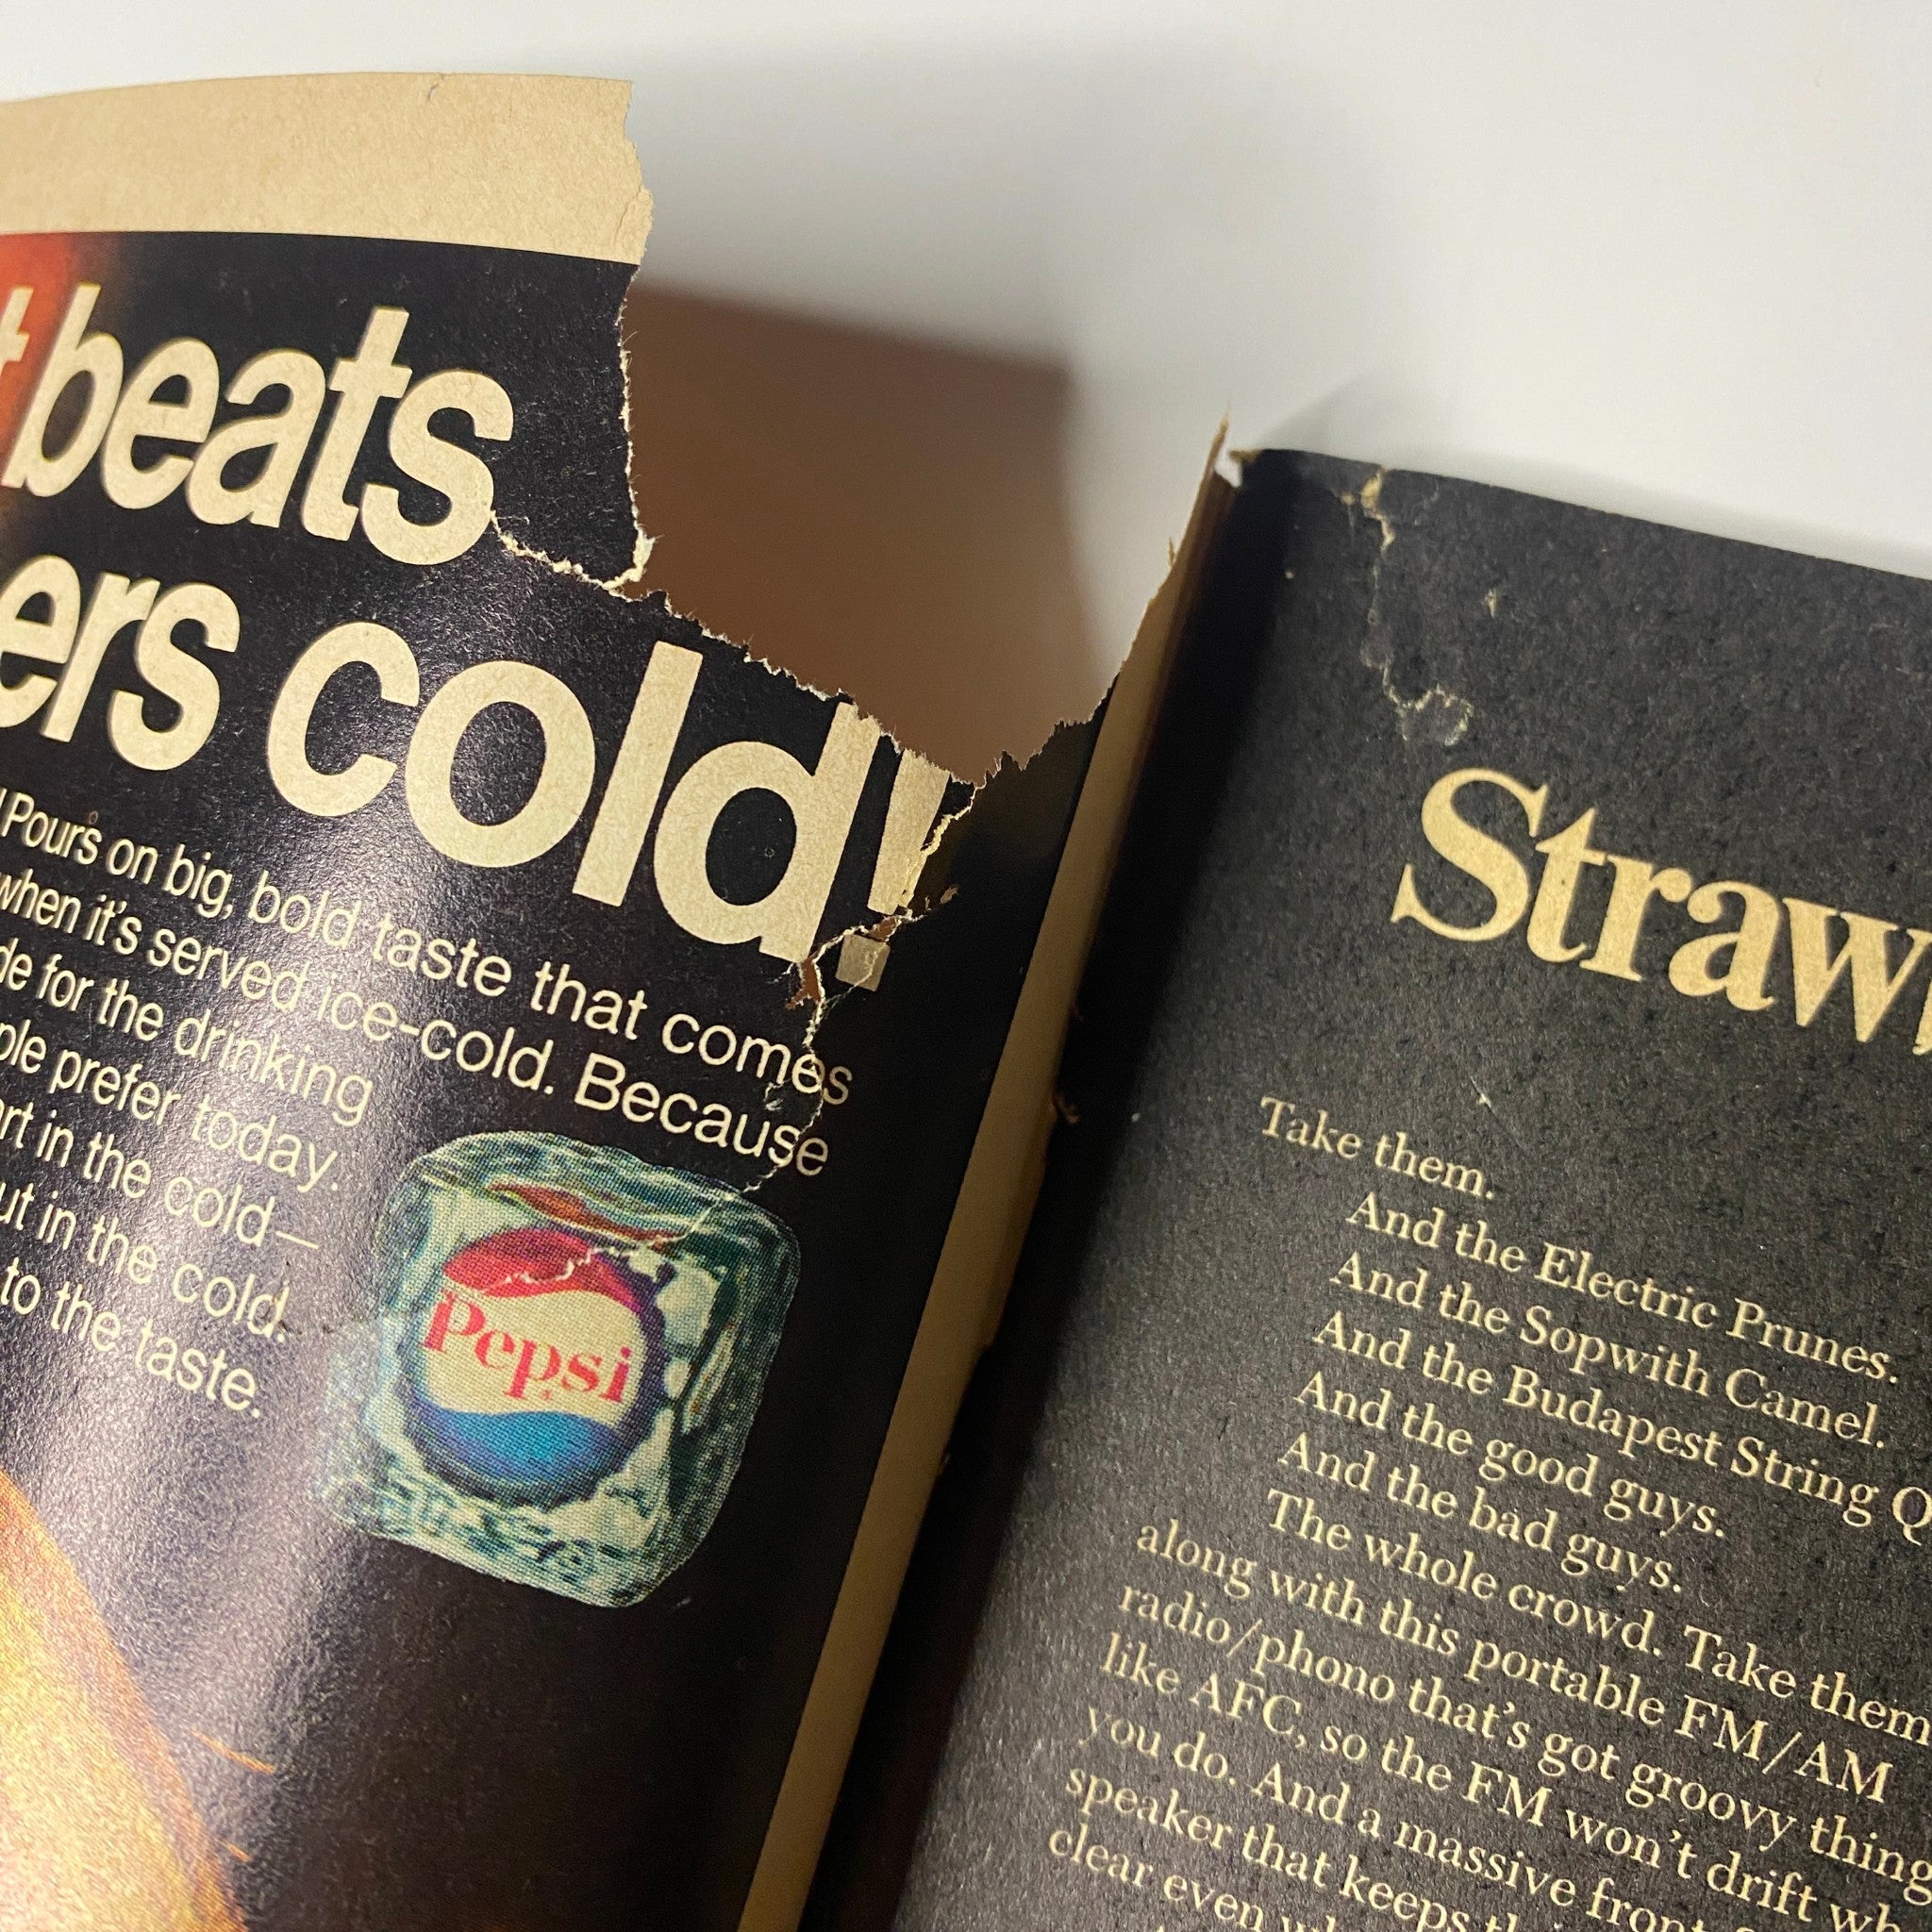 beats
ers cold!
Pours on big, bold taste that comes
when it's served ice-cold. Because
de for the drinking
ple prefer today.
rt in the cold—
ut in the cold.
to the taste.
Pepsi
Straw
Take them.
And the Electric Prunes.
And the Sopwith Camel.
And the Budapest String Q
And the good guys.
And the bad guys.
The whole crowd. Take them
along with this portable FM/AM
radio/phono that's got groovy thing
like AFC, so the FM won't drift wh
you do. And a massive front
speaker that keeps th
clear even wh